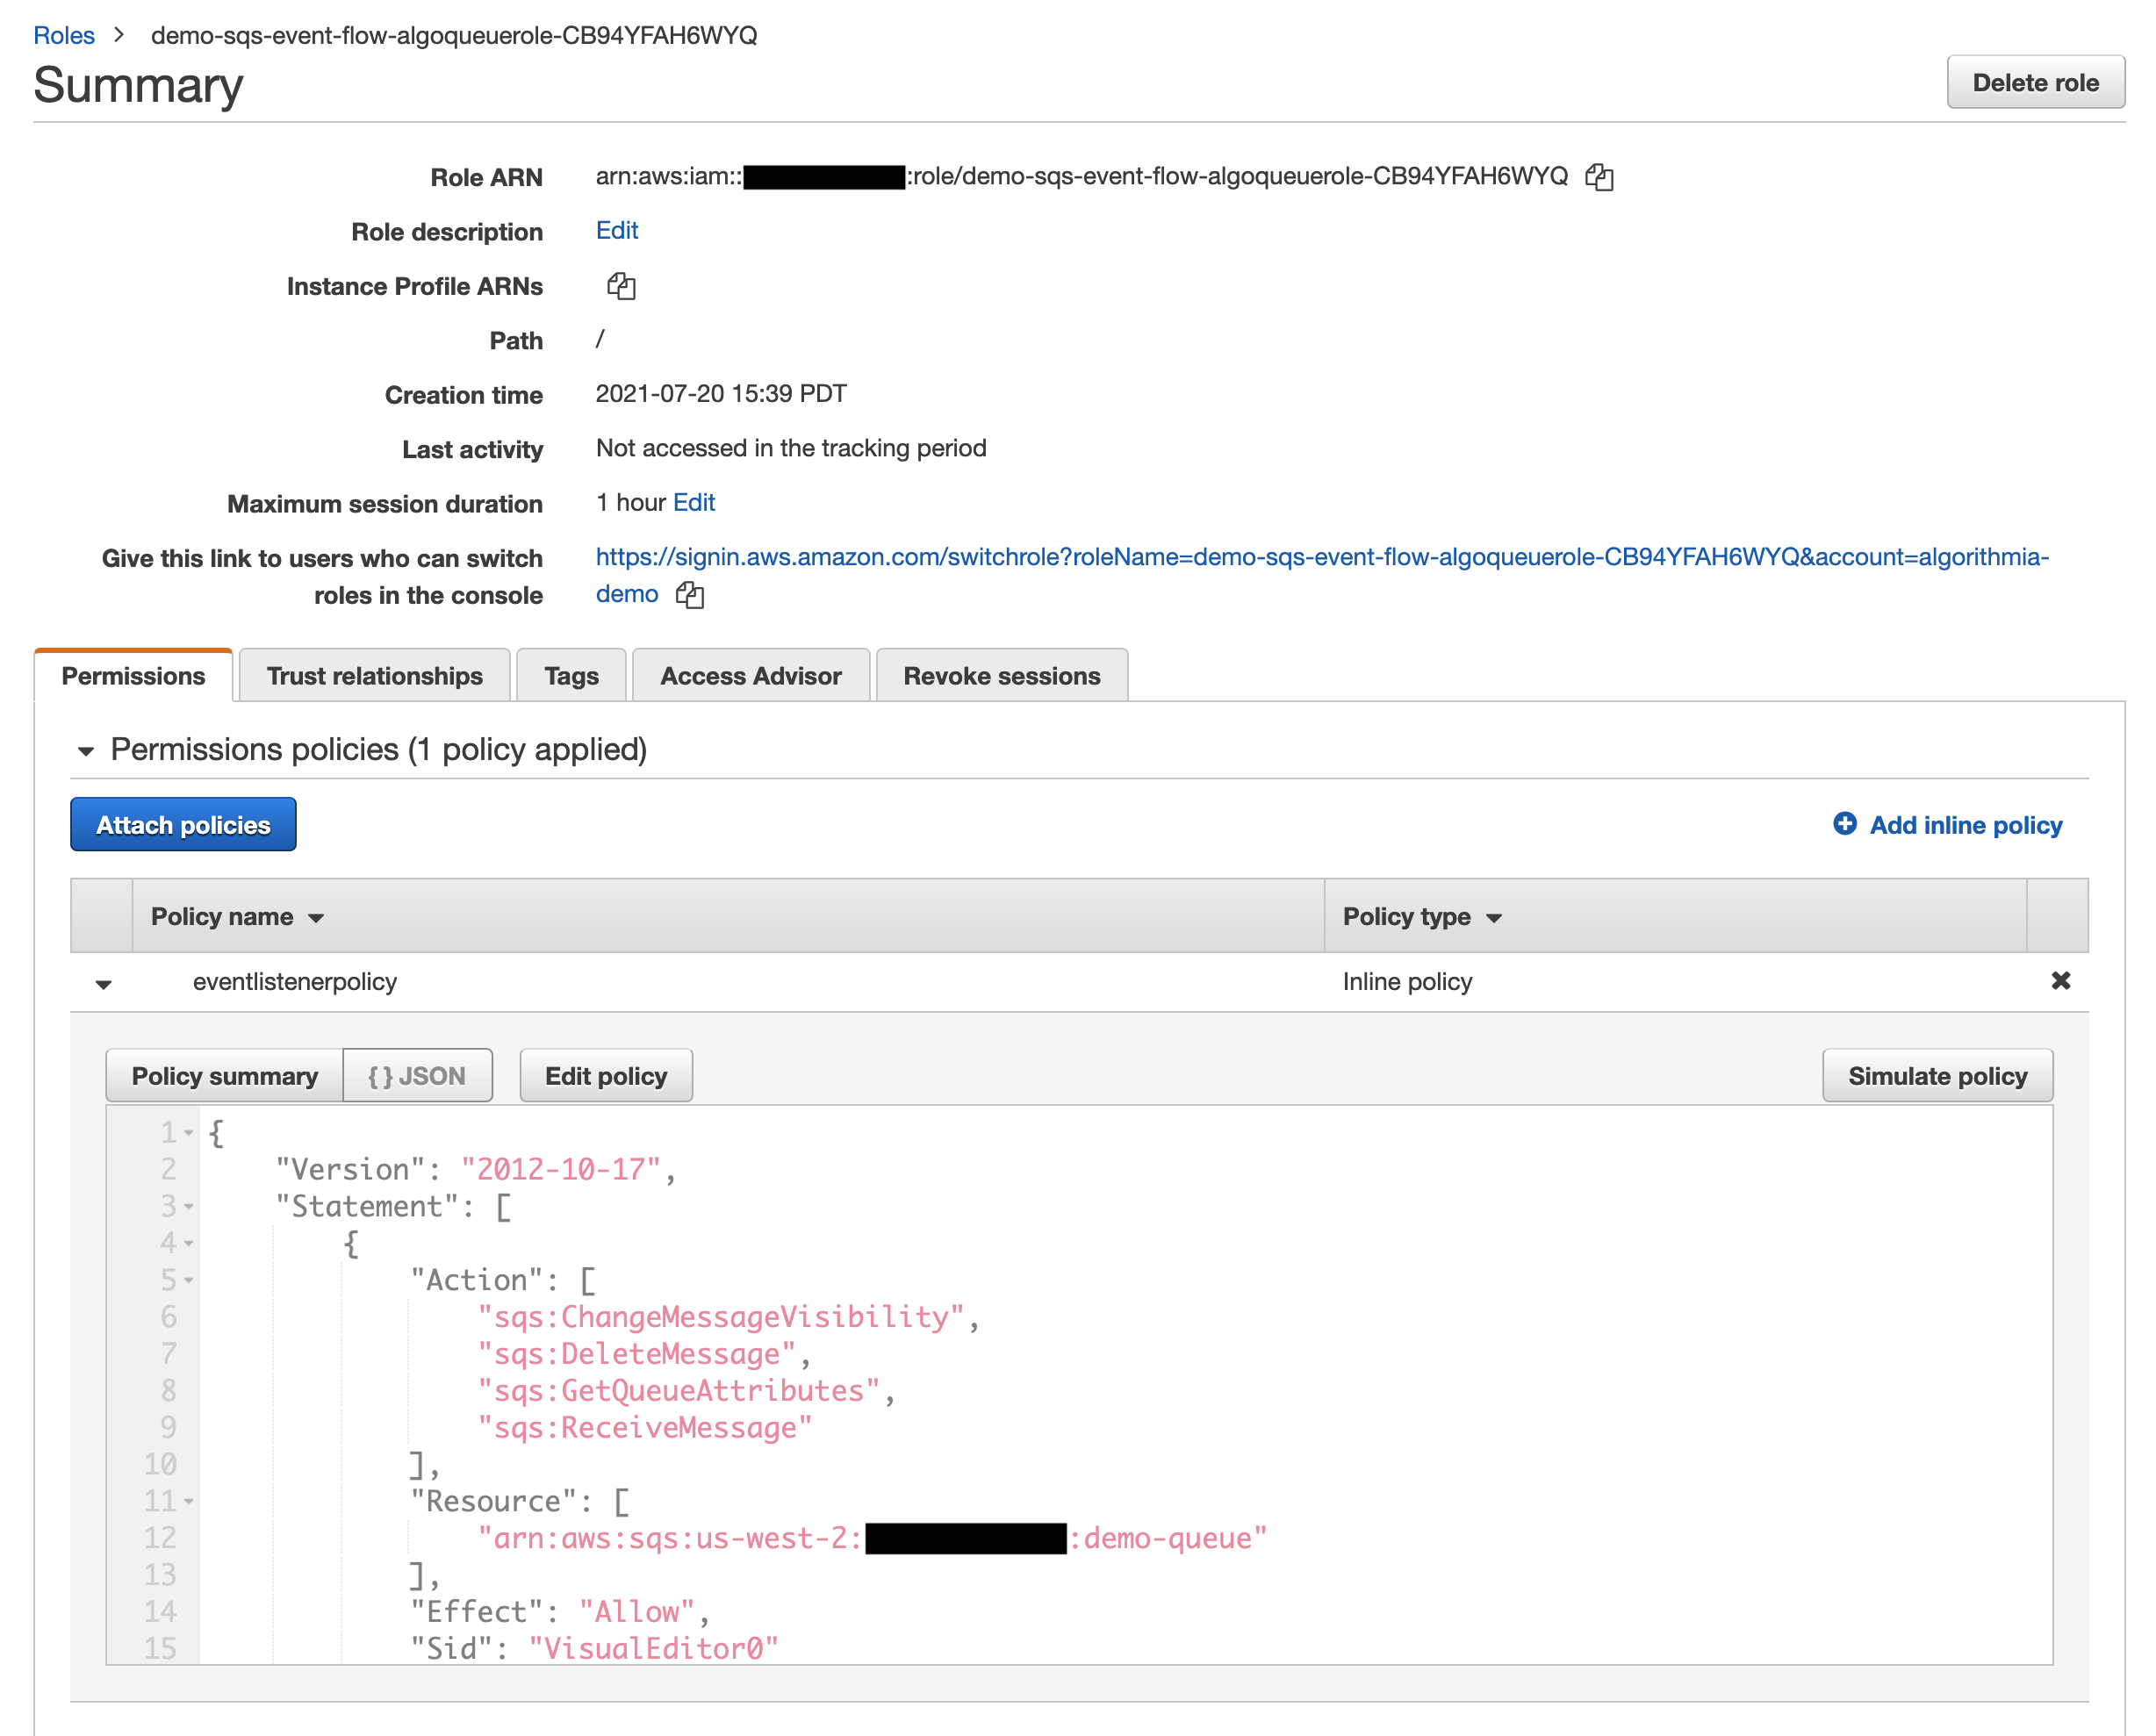 Roles > demo-sqs-event-flow-algoqueuerole-CB94YFAH6WYQ
Summary
Delete role
Role ARN arn:aws:iam:: :role/demo-sqs-event-flow-algoqueuerole-CB94YFAH6WYQ
Role description Edit
Instance Profile ARNs
Path /
Creation time 2021-07-20 15:39 PDT
Last activity Not accessed in the tracking period
Maximum session duration 1 hour Edit
Give this link to users who can switch roles in the console https://signin.aws.amazon.com/switchrole?roleName=demo-sqs-event-flow-algoqueuerole-CB94YFAH6WYQ&account=algorithmia-
demo
Permissions Trust relationships Tags Access Advisor Revoke sessions
Permissions policies (1 policy applied)
Attach policies Add inline policy
Policy name Policy type
eventlistenerpolicy Inline policy
Policy summary { } JSON Edit policy Simulate policy
1 {
2 "Version": "2012-10-17",
3 "Statement": [
4 {
5 "Action": [
6 "sqs:ChangeMessageVisibility",
7 "sqs:DeleteMessage",
8 "sqs:GetQueueAttributes",
9 "sqs:ReceiveMessage"
10 ],
11 "Resource": [
12 "arn:aws:sqs:us-west-2: :demo-queue"
13 ],
14 "Effect": "Allow",
15 "Sid": "VisualEditor0"